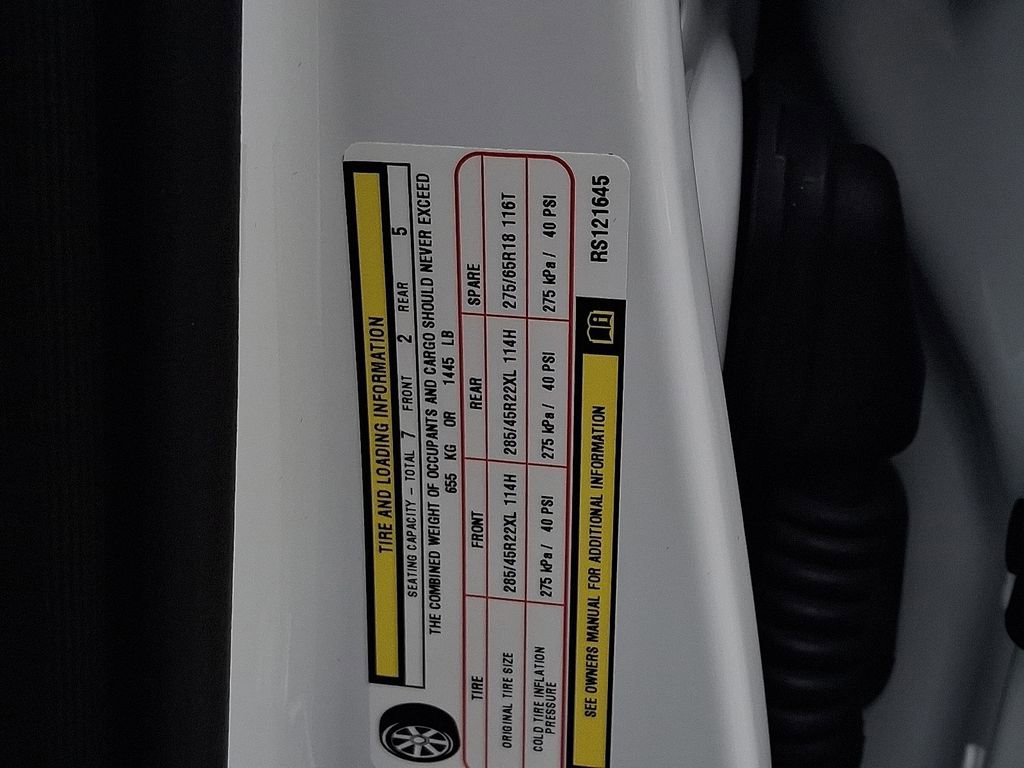 TIRE AND LOADING INFORMATION
SEATING CAPACITY - TOTAL 7 FRONT 2 REAR 5
THE COMBINED WEIGHT OF OCCUPANTS AND CARGO SHOULD NEVER EXCEED
655 KG OR 1445 LB
TIRE FRONT REAR SPARE
ORIGINAL TIRE SIZE 285/45R22XL 114H 285/45R22XL 114H 275/65R18 116T
COLD TIRE INFLATION PRESSURE 275 kPa / 40 PSI 275 kPa / 40 PSI 275 kPa / 40 PSI
SEE OWNERS MANUAL FOR ADDITIONAL INFORMATION RS121645